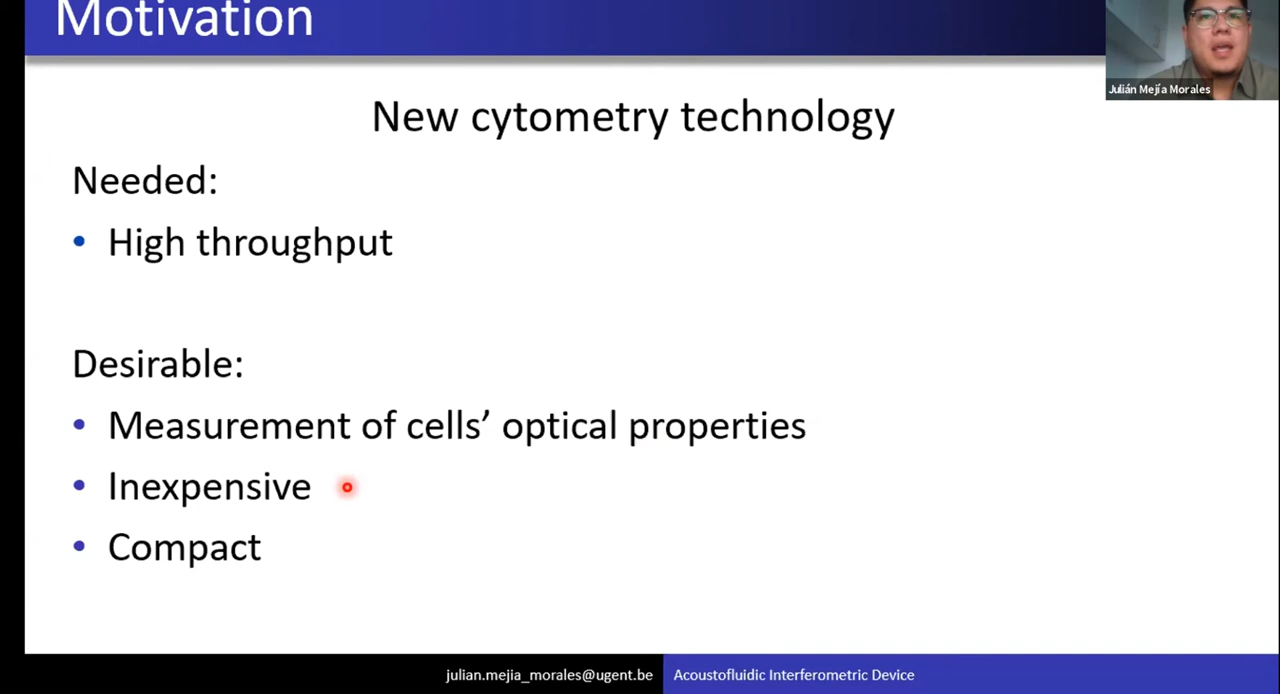 Motivation
Julián Mejía Morales
New cytometry technology
Needed:
• High throughput
Desirable:
• Measurement of cells’ optical properties
• Inexpensive
• Compact
julian.mejia_morales@ugent.be
Acoustofluidic Interferometric Device